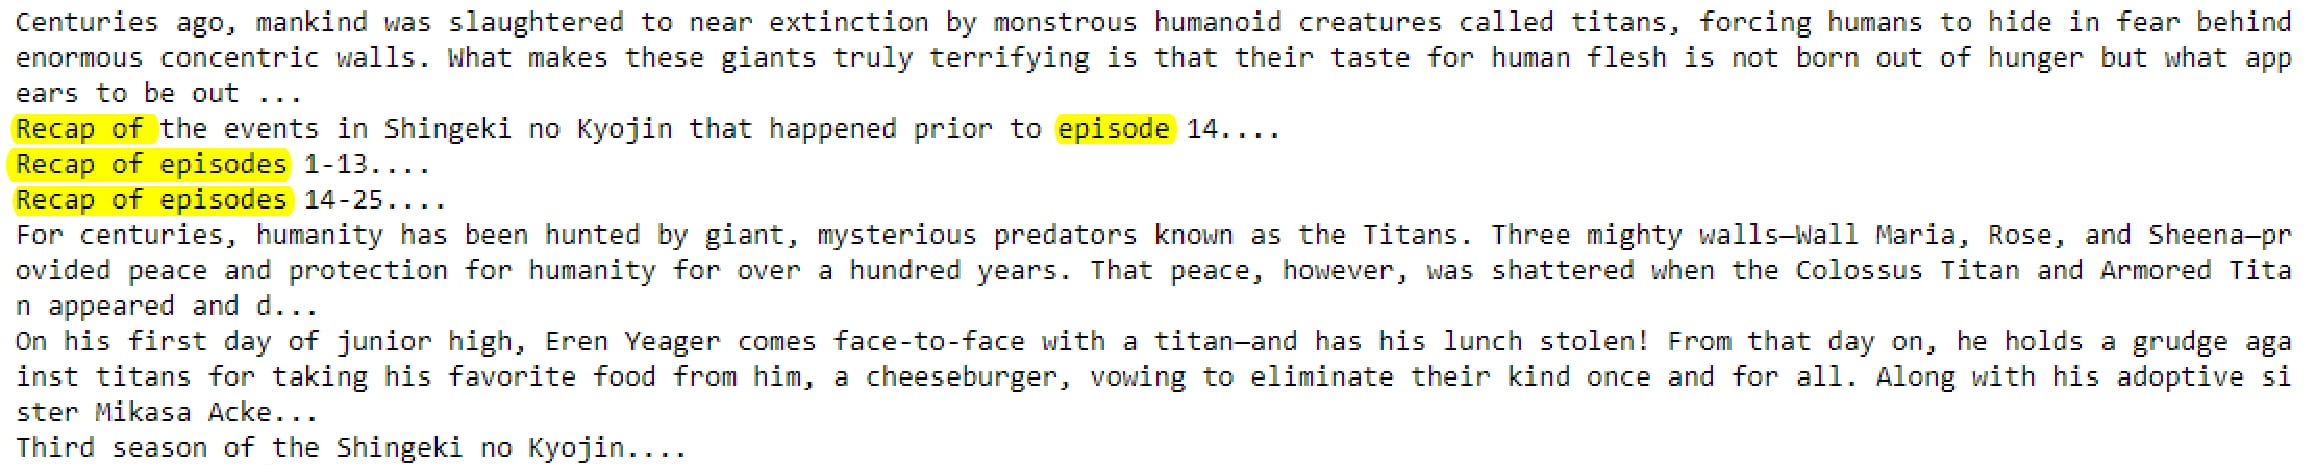 Centuries ago, mankind was slaughtered to near extinction by monstrous humanoid creatures called titans, forcing humans to hide in fear behind
enormous concentric walls. What makes these giants truly terrifying is that their taste for human flesh is not born out of hunger but what app
ears to be out ...
Recap of the events in Shingeki no Kyojin that happened prior to episode 14....
Recap of episodes 1-13....
Recap of episodes 14-25....
For centuries, humanity has been hunted by giant, mysterious predators known as the Titans. Three mighty walls—Wall Maria, Rose, and Sheena—pr
ovided peace and protection for humanity for over a hundred years. That peace, however, was shattered when the Colossus Titan and Armored Tita
n appeared and d...
On his first day of junior high, Eren Yeager comes face-to-face with a titan—and has his lunch stolen! From that day on, he holds a grudge aga
inst titans for taking his favorite food from him, a cheeseburger, vowing to eliminate their kind once and for all. Along with his adoptive si
ster Mikasa Acke...
Third season of the Shingeki no Kyojin....